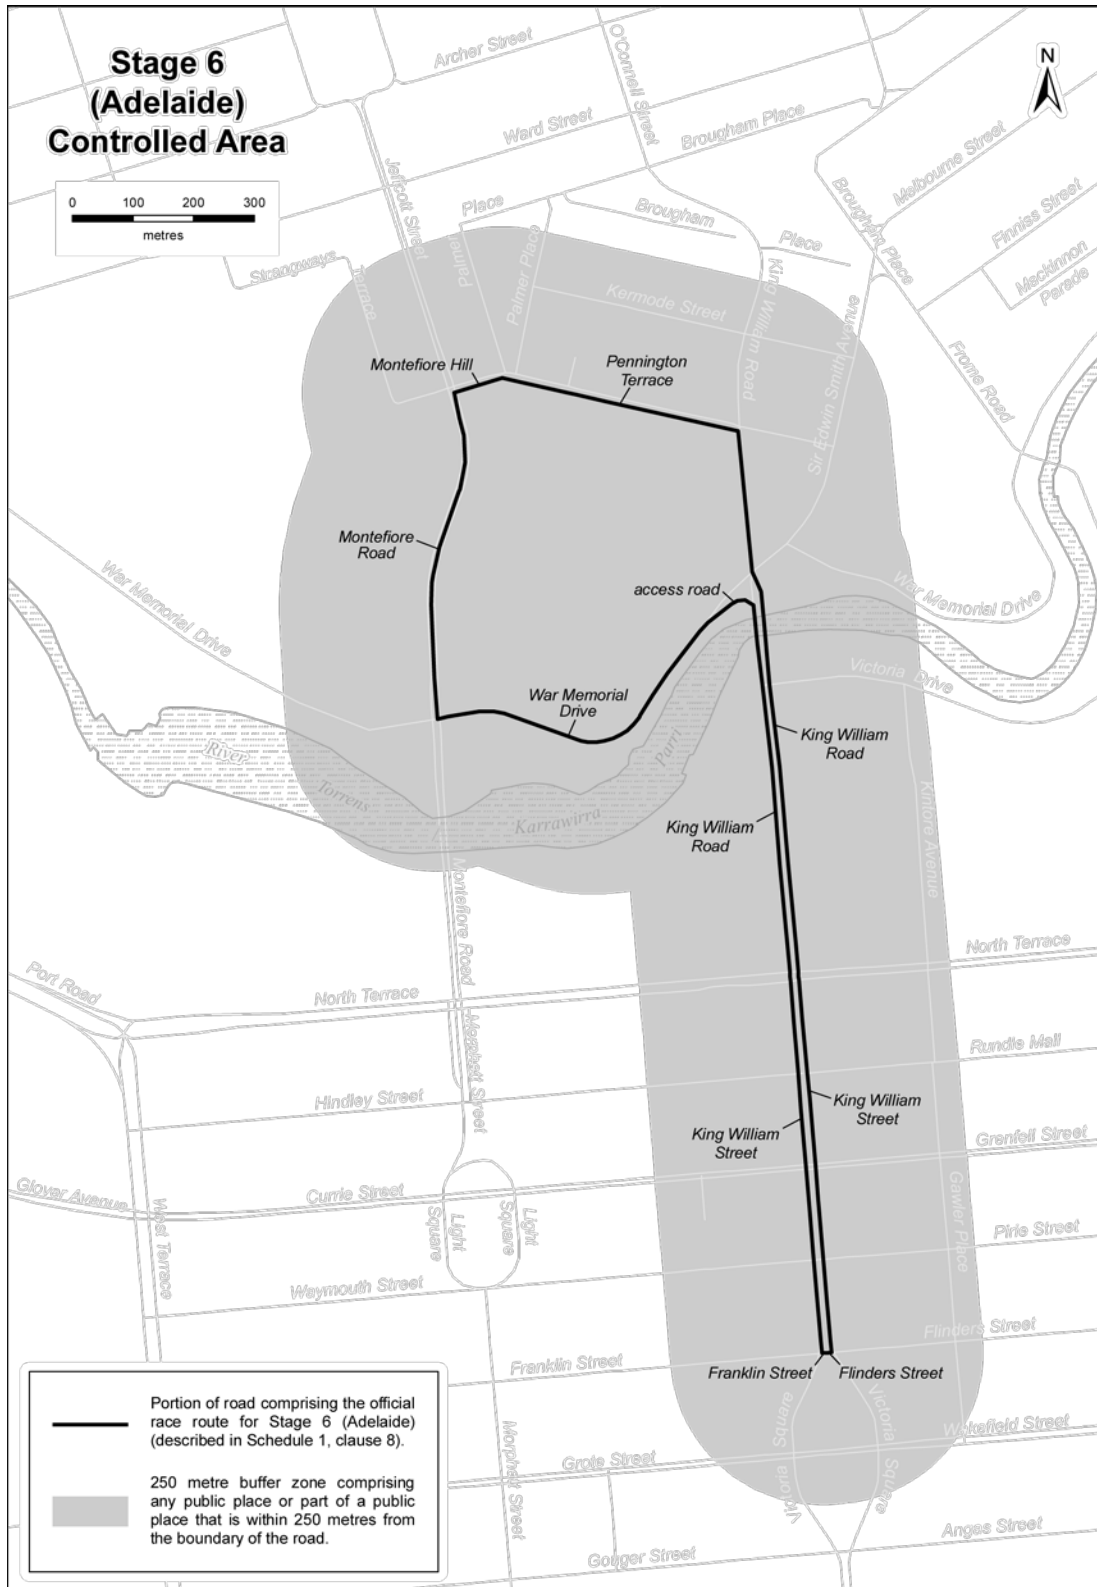 Stage 6
(Adelaide)
Controlled Area
0 100 200 300
metres
N
Archer Street
O'Connell Street
Ward Street
Brougham Place
Jeffcott Street
Melbourne Street
Brougham Place
Finniss Street
Mackinnon
Parade
Place
Palmer
Palmer Place
Brougham
Place
Strangways
Terrace
Kermode Street
King William Road
Sir Edwin Smith Avenue
Frome Road
Montefiore Hill
Pennington
Terrace
Montefiore
Road
War Memorial Drive
access road
War Memorial Drive
Victoria Drive
War Memorial
Drive
King William
Road
River
Torrens
Karrawirra
Parri
King William
Road
Kintore Avenue
Montefiore Road
North Terrace
Port Road
North Terrace
Rundle Mall
Morphett Street
Hindley Street
King William
Street
King William
Street
Grenfell Street
Glover Avenue
Currie Street
West Terrace
Light
Square
Light
Square
Gawler Place
Pirie Street
Waymouth Street
Flinders Street
Franklin Street
Franklin Street
Flinders Street
Victoria Square
Victoria Square
Wakefield Street
Grote Street
Morphett Street
Angas Street
Gouger Street
Portion of road comprising the official
race route for Stage 6 (Adelaide)
(described in Schedule 1, clause 8).
250 metre buffer zone comprising
any public place or part of a public
place that is within 250 metres from
the boundary of the road.